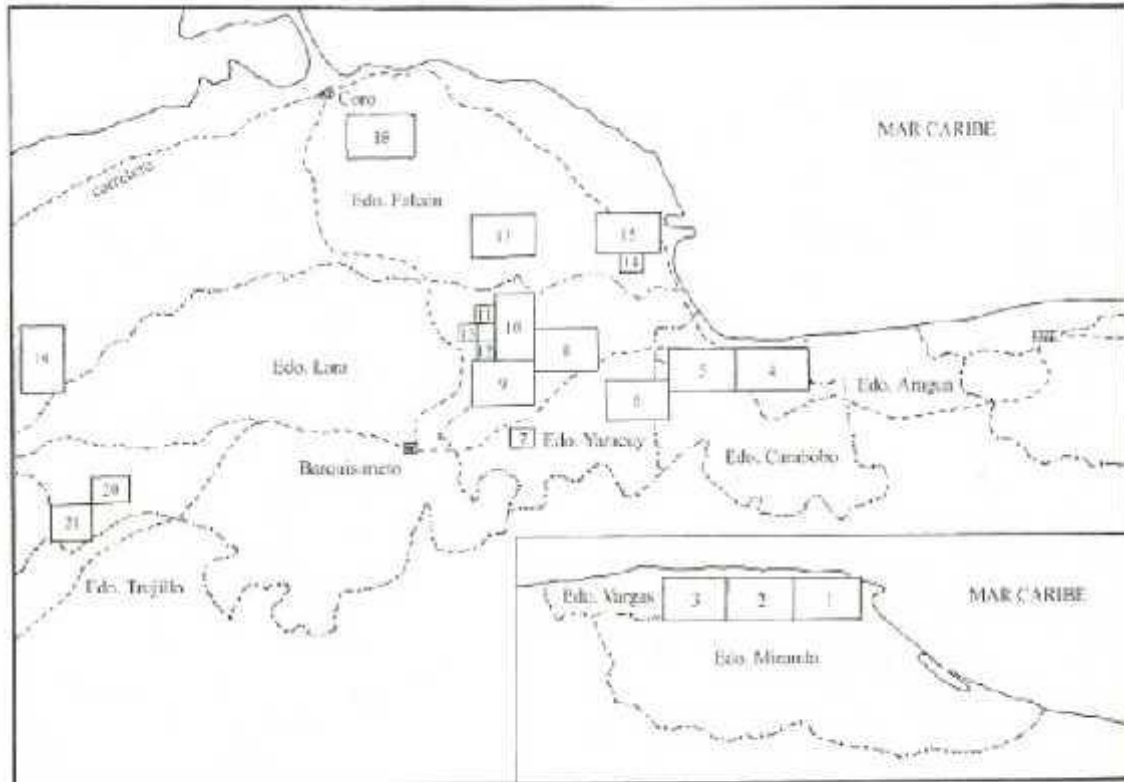 Coro
MAR CARIBE
18
carretera
Edo. Falcón
17
15
14
11
16
13
12
8
19
Edo. Lara
9
5
4
Edo. Aragua
6
7
Edo. Yaracuy
Barquisimeto
Edo. Carabobo
20
21
Edo. Trujillo
Edo. Vargas
3
2
1
MAR CARIBE
Edo. Miranda